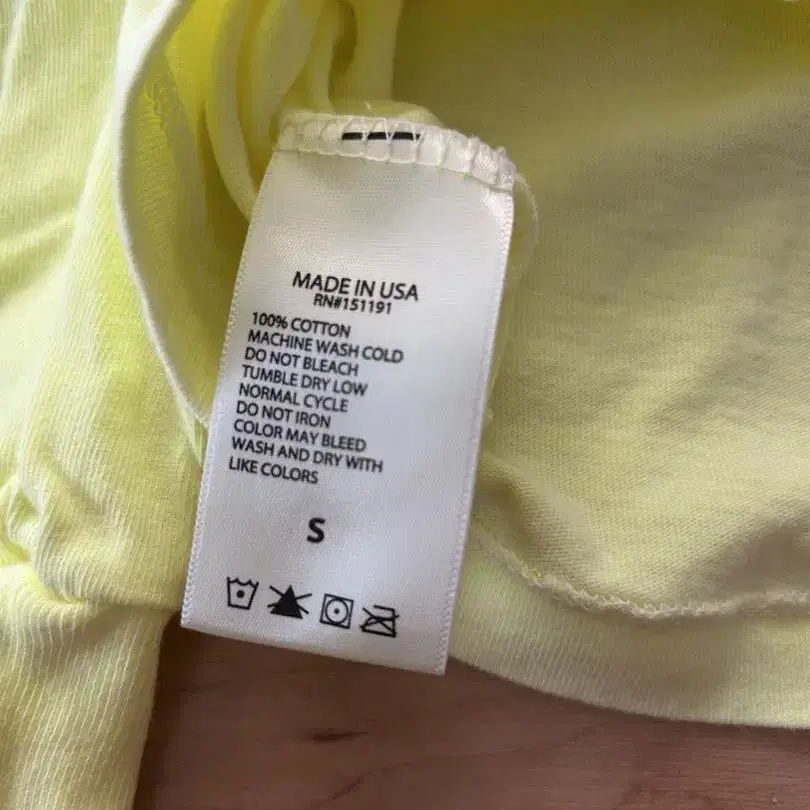 MADE IN USA
RN#151191
100% COTTON
MACHINE WASH COLD
DO NOT BLEACH
TUMBLE DRY LOW
NORMAL CYCLE
DO NOT IRON
COLOR MAY BLEED
WASH AND DRY WITH
LIKE COLORS
S